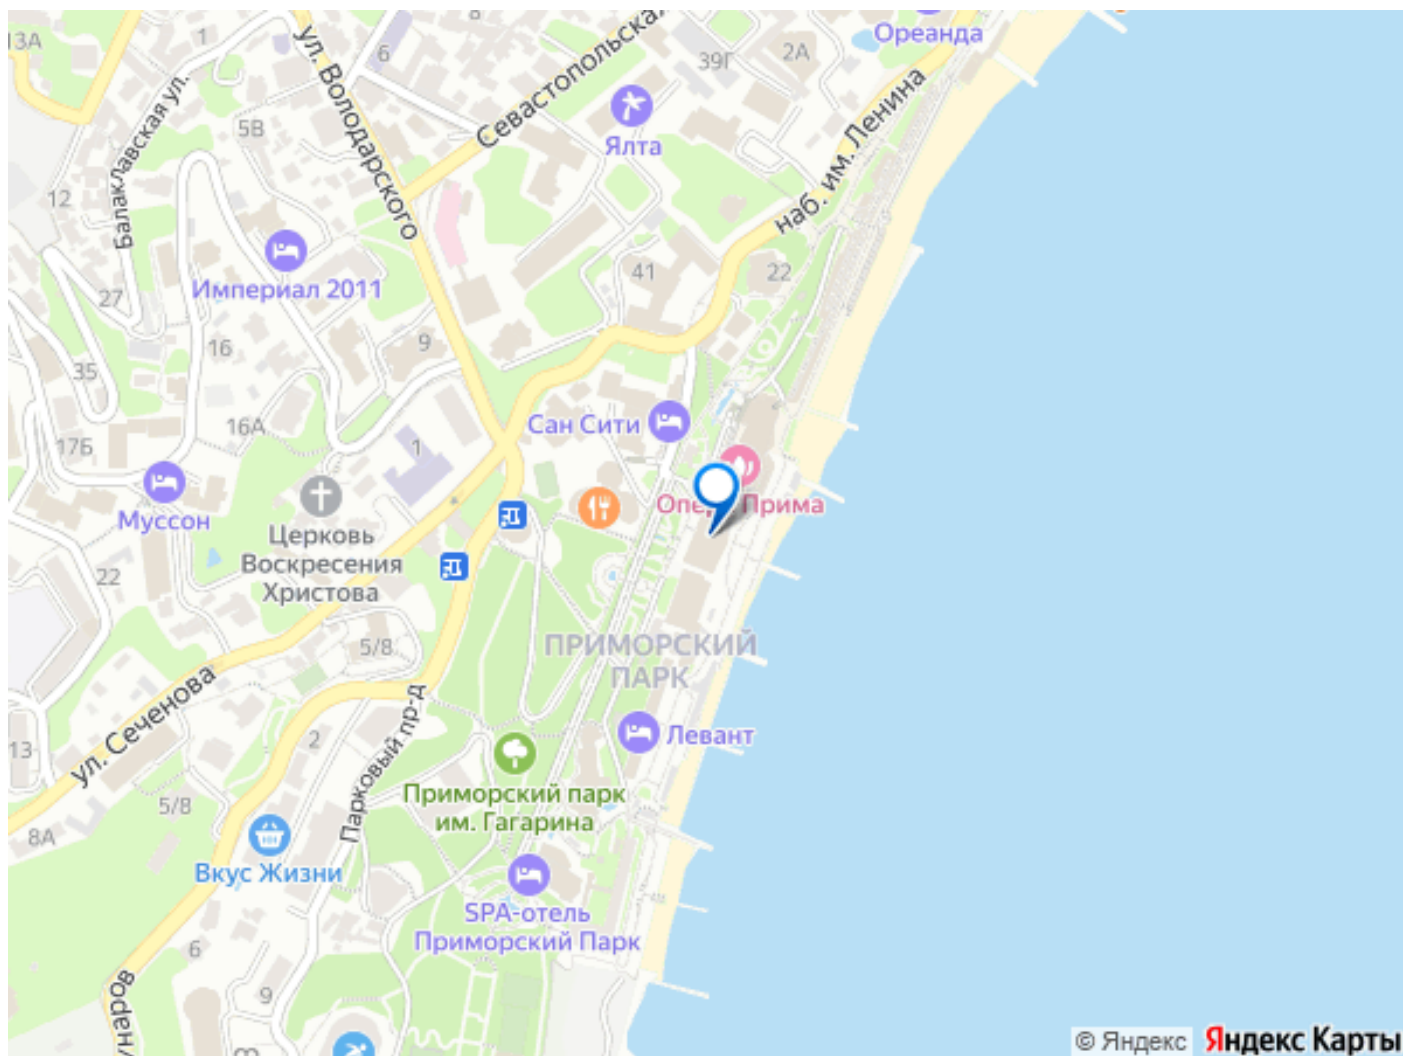 Ореанда
13А
1
8
6
2А
39Г
ул. Володарского
Севастопольская
Балаклавская ул.
5В
Ялта
наб. им. Ленина
12
Империал 2011
41
22
27
16
9
35
16А
Сан Сити
17Б
1
Муссон
Опера Прима
Церковь
Воскресения
Христова
22
5/8
ПРИМОРСКИЙ
ПАРК
ул. Сеченова
13
2
Парковый пр-д
Левант
Приморский парк
им. Гагарина
5/8
8А
Вкус Жизни
SPA-отель
Приморский Парк
6
9
унаров
© Яндекс
Яндекс Карты